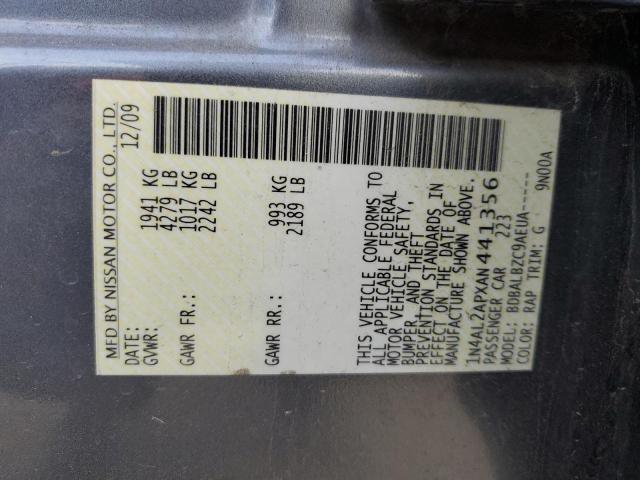 MFD BY NISSAN MOTOR CO., LTD.
DATE: 12/09
GVWR: 1941 KG
4279 LB
GAWR FR.: 1017 KG
2242 LB
GAWR RR.: 993 KG
2189 LB
THIS VEHICLE CONFORMS TO
ALL APPLICABLE FEDERAL
MOTOR VEHICLE SAFETY,
BUMPER, AND THEFT
PREVENTION STANDARDS IN
EFFECT ON THE DATE OF
MANUFACTURE SHOWN ABOVE.
1N4AL2APXAN441356
PASSENGER CAR 223
MODEL: BDBALBZC9AEUA-----
COLOR: RAP TRIM: G 9N00A